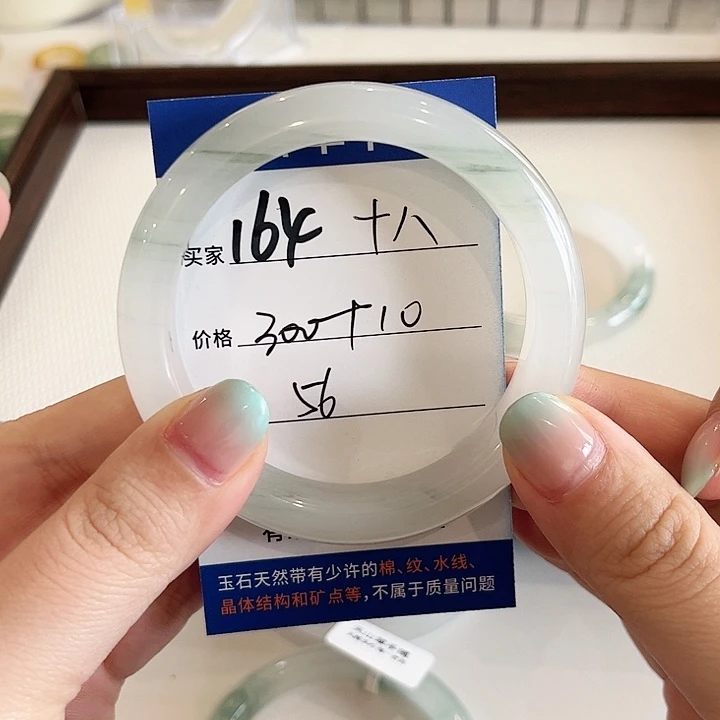 买家 164 十八
价格 300+10
56
玉石天然带有少许的棉、纹、水线、
晶体结构和矿点等,不属于质量问题